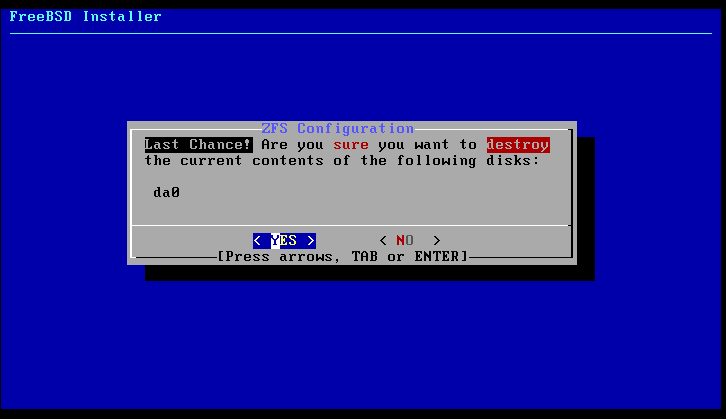 FreeBSD Installer
ZFS Configuration
Last Chance! Are you sure you want to destroy
the current contents of the following disks:
da0
< YES > < NO >
[Press arrows, TAB or ENTER]